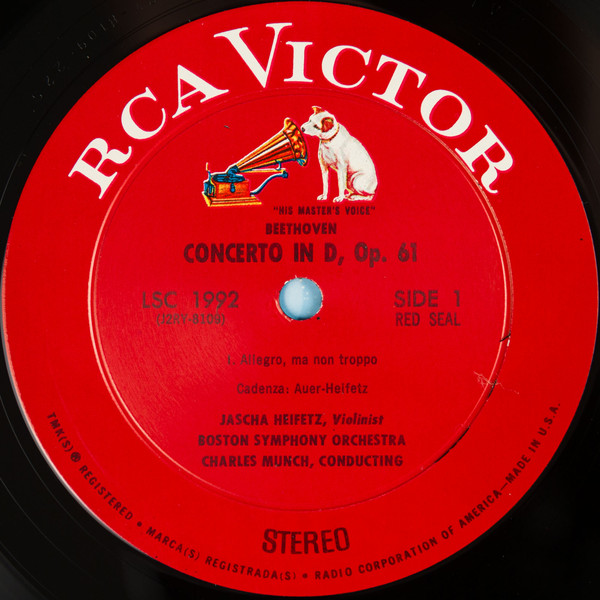 RCA VICTOR
"HIS MASTER'S VOICE"
BEETHOVEN
CONCERTO IN D, Op. 61
LSC 1992
SIDE 1
RED SEAL
1. Allegro, ma non troppo
Cadenza: Auer-Heifetz
JASCHA HEIFETZ, Violinist
BOSTON SYMPHONY ORCHESTRA
CHARLES MUNCH, CONDUCTING
STEREO
TMK(S) ® REGISTERED • MARCA(S) REGISTRADA(S) • RADIO CORPORATION OF AMERICA—MADE IN U.S.A.